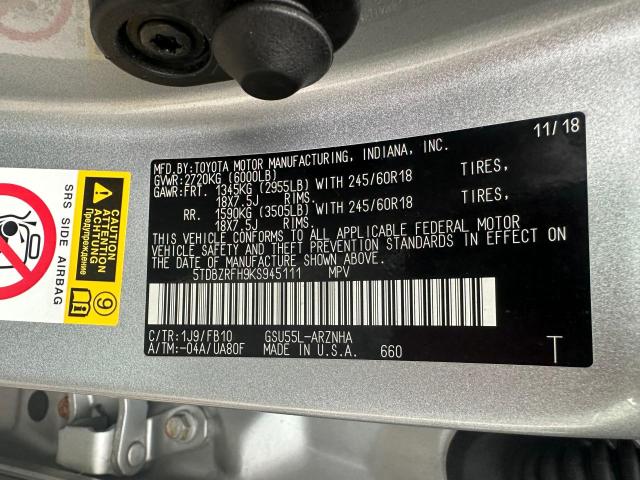 11/18
MFD.BY:TOYOTA MOTOR MANUFACTURING, INDIANA, INC.
GVWR:2720KG (6000LB)
GAWR:FRT. 1345KG (2955LB) WITH 245/60R18 TIRES,
18X7.5J RIMS.
RR. 1590KG (3505LB) WITH 245/60R18 TIRES,
18X7.5J RIMS.
THIS VEHICLE CONFORMS TO ALL APPLICABLE FEDERAL MOTOR
VEHICLE SAFETY AND THEFT PREVENTION STANDARDS IN EFFECT ON
THE DATE OF MANUFACTURE SHOWN ABOVE.
5TDBZRFH9KS945111 MPV
C/TR:1J9/FB10 GSU55L-ARZNHA
A/TM:-04A/UA80F MADE IN U.S.A. 660
T
SRS SIDE AIRBAG
CAUTION
ATTENTION
ACHTUNG
Предупреждение
9